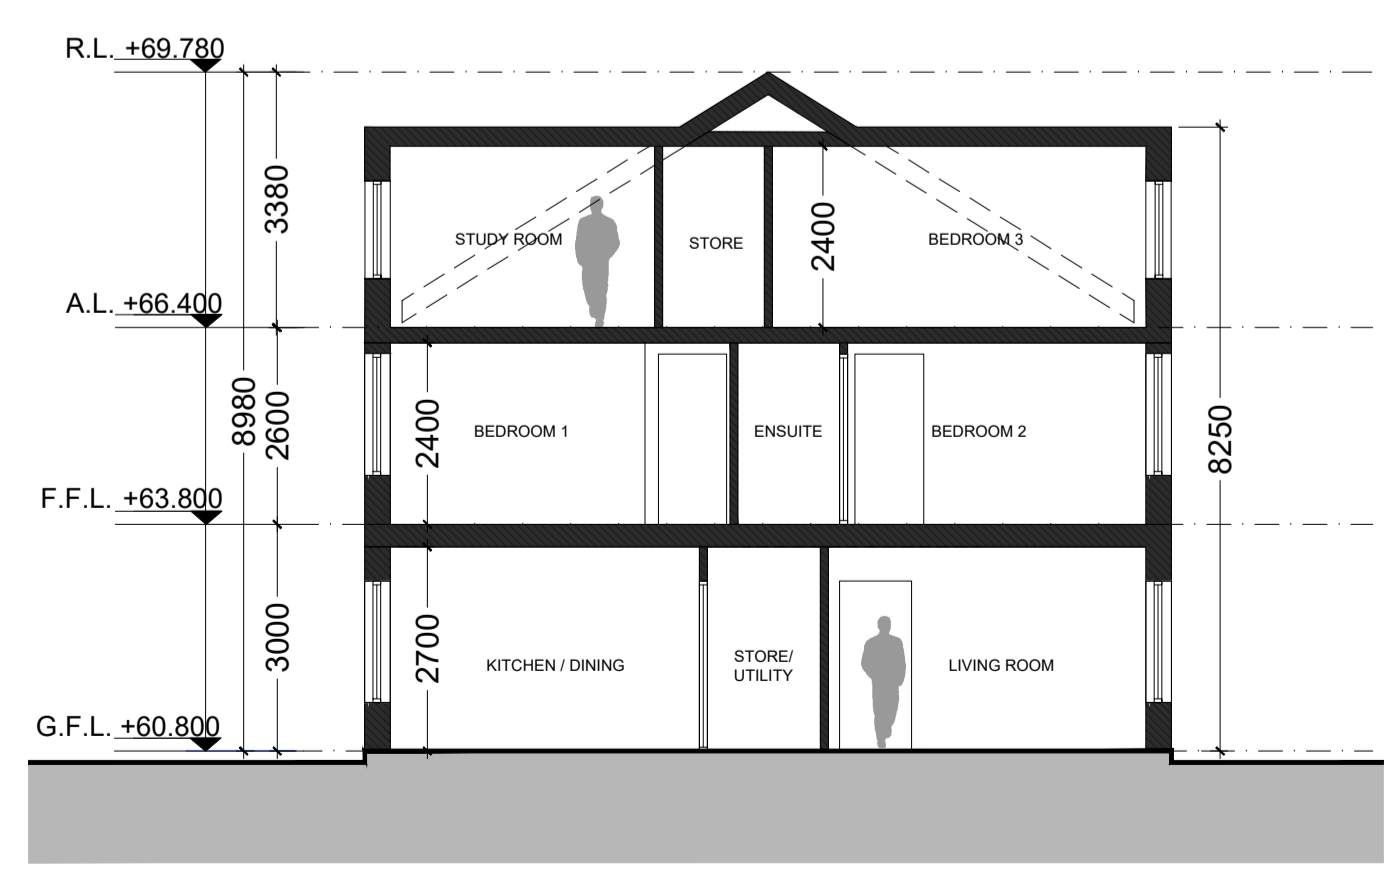 R.L. +69.780
3380
STUDY ROOM
STORE
2400
BEDROOM 3
A.L. +66.400
8980
2600
2400
BEDROOM 1
ENSUITE
BEDROOM 2
8250
F.F.L. +63.800
3000
2700
KITCHEN / DINING
STORE/
UTILITY
LIVING ROOM
G.F.L. +60.800